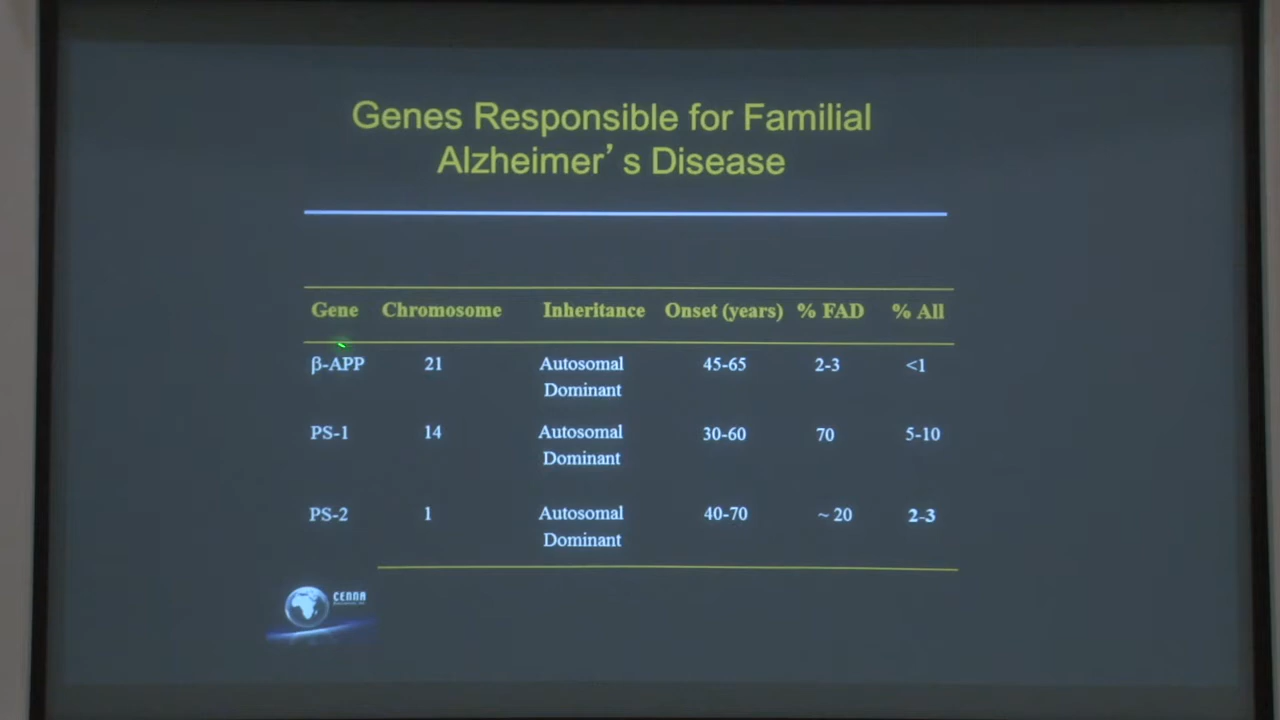 Genes Responsible for Familial
Alzheimer’s Disease
Gene Chromosome Inheritance Onset (years) % FAD % All
β-APP 21 Autosomal Dominant 45-65 2-3 <1
PS-1 14 Autosomal Dominant 30-60 70 5-10
PS-2 1 Autosomal Dominant 40-70 ~ 20 2-3
CENNA